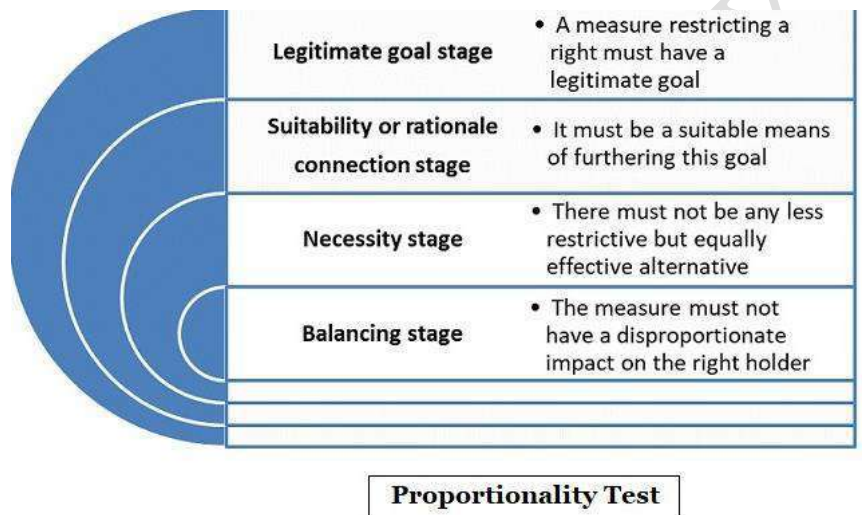 Legitimate goal stage
• A measure restricting a
right must have a
legitimate goal
Suitability or rationale
connection stage
• It must be a suitable means
of furthering this goal
Necessity stage
• There must not be any less
restrictive but equally
effective alternative
Balancing stage
• The measure must not
have a disproportionate
impact on the right holder
Proportionality Test